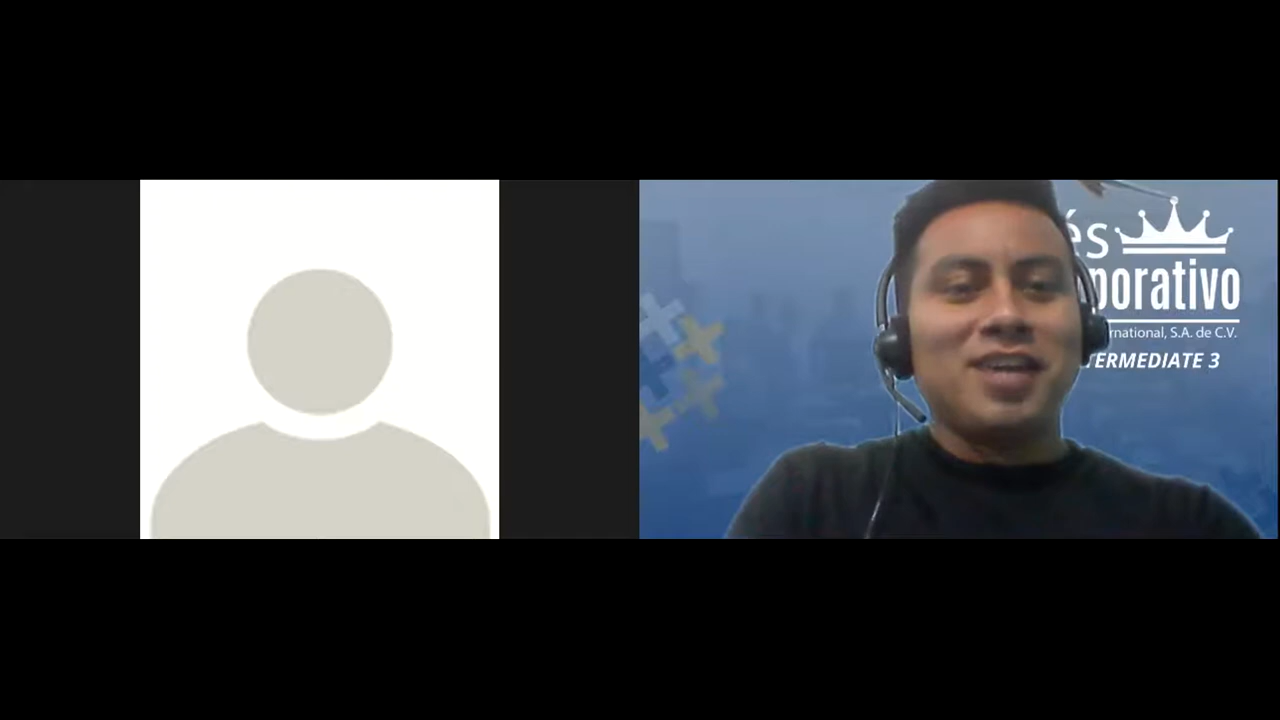 és
porativo
rnational, S.A. de C.V.
TERMEDIATE 3